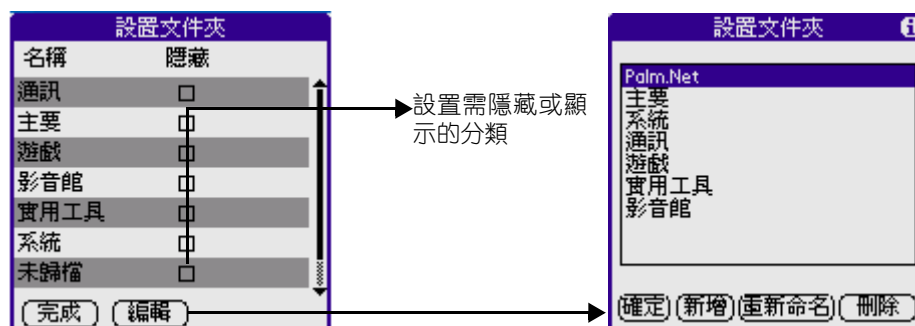 設置文件夾
名稱 隱藏
通訊
主要
遊戲
影音館
實用工具
系統
未歸檔
完成 編輯
設置需隱藏或顯
示的分類
設置文件夾 i
Palm.Net
主要
系統
通訊
遊戲
實用工具
影音館
確定 新增 重新命名 刪除